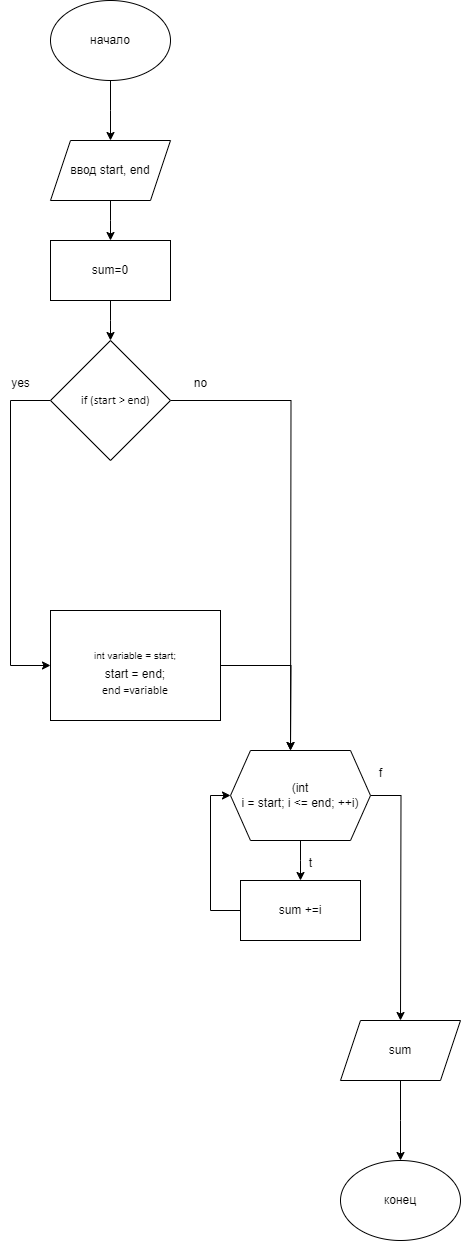 начало
ввод start, end
sum=0
yes
no
if (start > end)
int variable = start;
start = end;
end =variable
(int
i = start; i <= end; ++i)
f
t
sum +=i
sum
конец